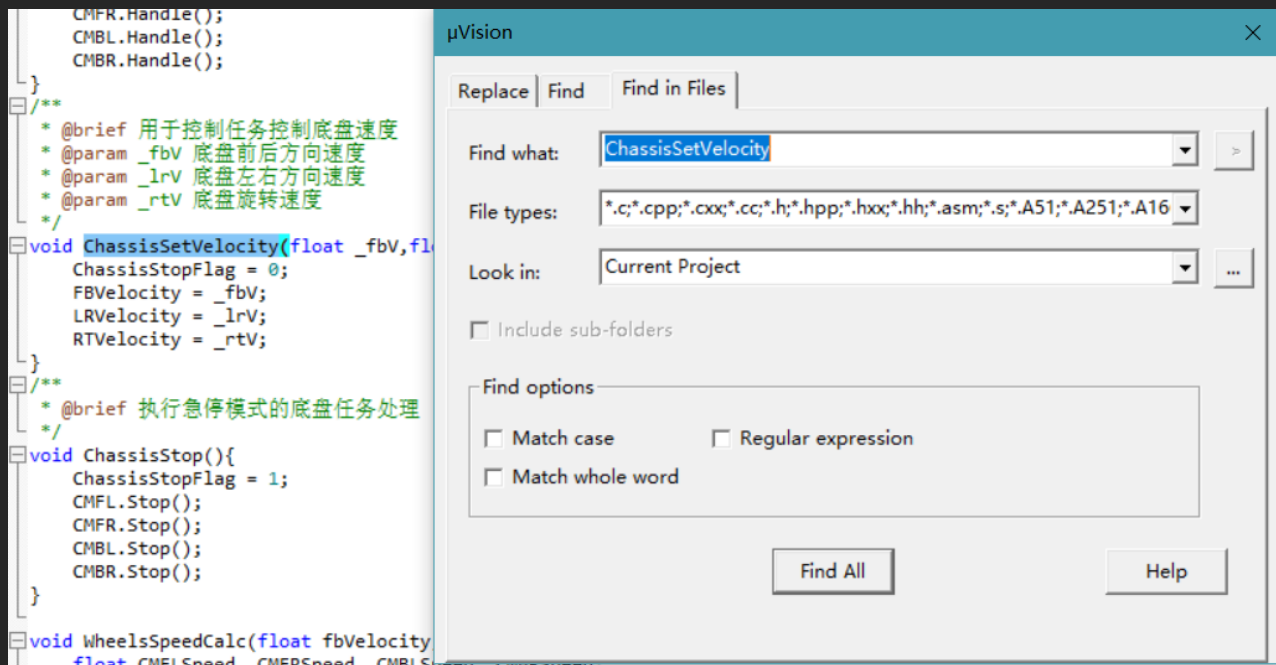 CMFR.Handle();
CMBL.Handle();
CMBR.Handle();
}
/**
* @brief 用于控制任务控制底盘速度
* @param _fbV 底盘前后方向速度
* @param _lrV 底盘左右方向速度
* @param _rtV 底盘旋转速度
*/
void ChassisSetVelocity(float _fbV,
ChassisStopFlag = 0;
FBVelocity = _fbV;
LRVelocity = _lrV;
RTVelocity = _rtV;
}
/**
* @brief 执行急停模式的底盘任务处理
*/
void ChassisStop(){
ChassisStopFlag = 1;
CMFL.Stop();
CMFR.Stop();
CMBL.Stop();
CMBR.Stop();
}
void WheelsSpeedCalc(float fbVelocity
float CMFLSpeed, CMFRSpeed, CMBLSpeed,
µVision
Replace
Find
Find in Files
Find what:
ChassisSetVelocity
>
File types:
*.c;*.cpp;*.cxx;*.cc;*.h;*.hpp;*.hxx;*.hh;*.asm;*.s;*.A51;*.A251;*.A16
Look in:
Current Project
...
Include sub-folders
Find options
Match case
Regular expression
Match whole word
Find All
Help